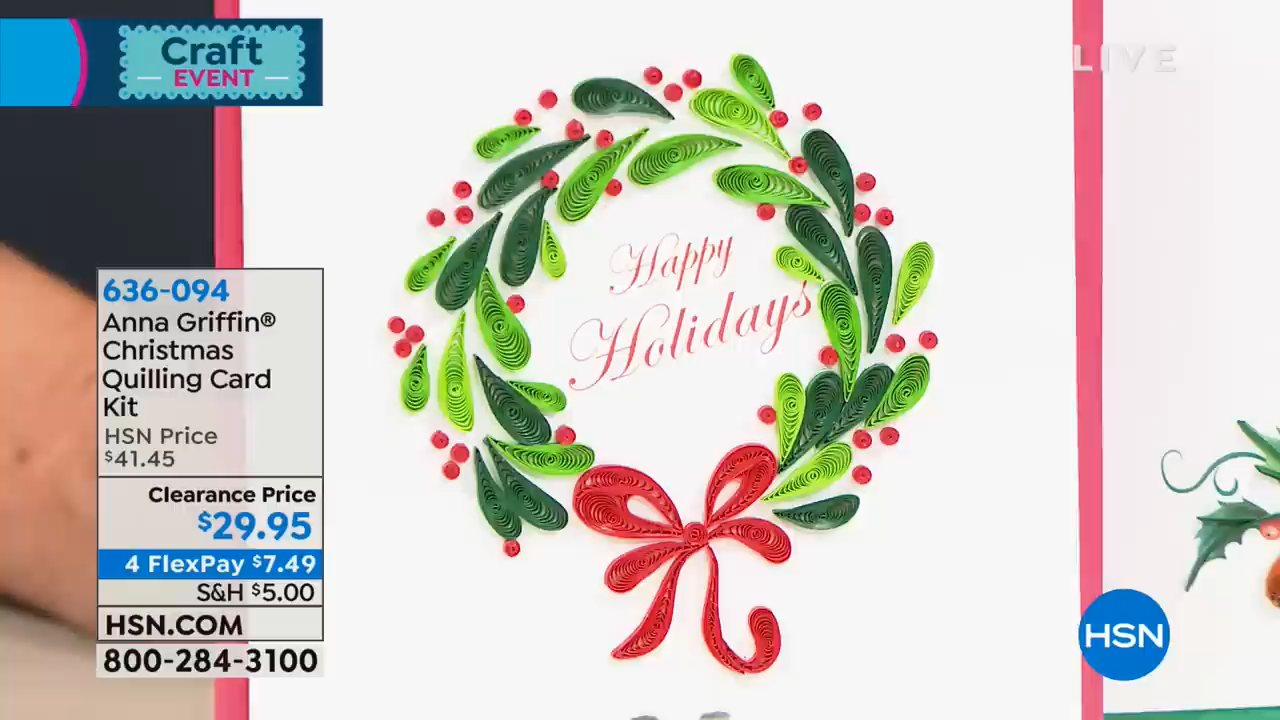 Craft
EVENT
LIVE
Happy
Holidays
636-094
Anna Griffin®
Christmas
Quilling Card
Kit
HSN Price
$41.45
Clearance Price
$29.95
4 FlexPay $7.49
S&H $5.00
HSN.COM
800-284-3100
HSN